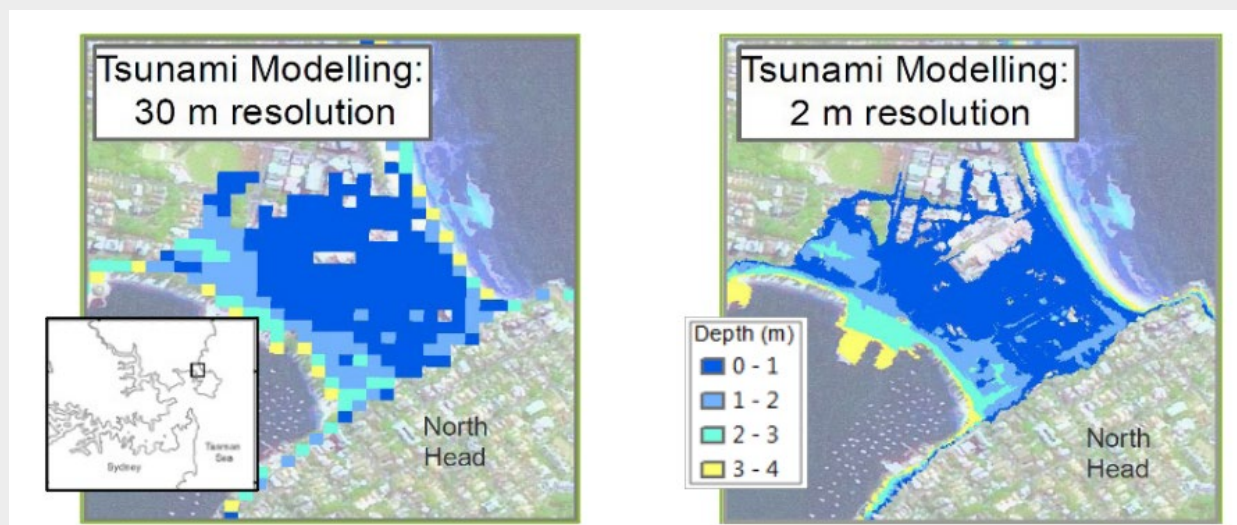 Tsunami Modelling:
30 m resolution
North
Head
Sydney
Tasman
Sea
Tsunami Modelling:
2 m resolution
Depth (m)
0 - 1
1 - 2
2 - 3
3 - 4
North
Head